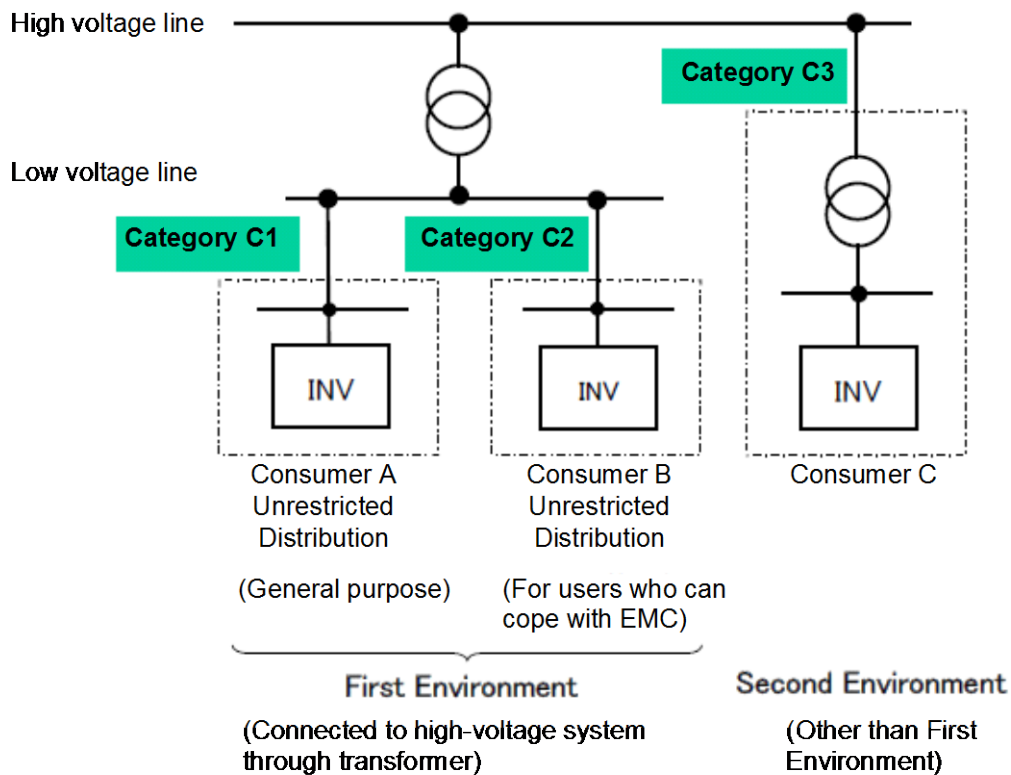 High voltage line
Category C3
Low voltage line
Category C1
Category C2
INV
INV
INV
Consumer A
Unrestricted
Distribution
Consumer B
Unrestricted
Distribution
Consumer C
(General purpose)
(For users who can
cope with EMC)
First Environment
Second Environment
(Connected to high-voltage system
through transformer)
(Other than First
Environment)